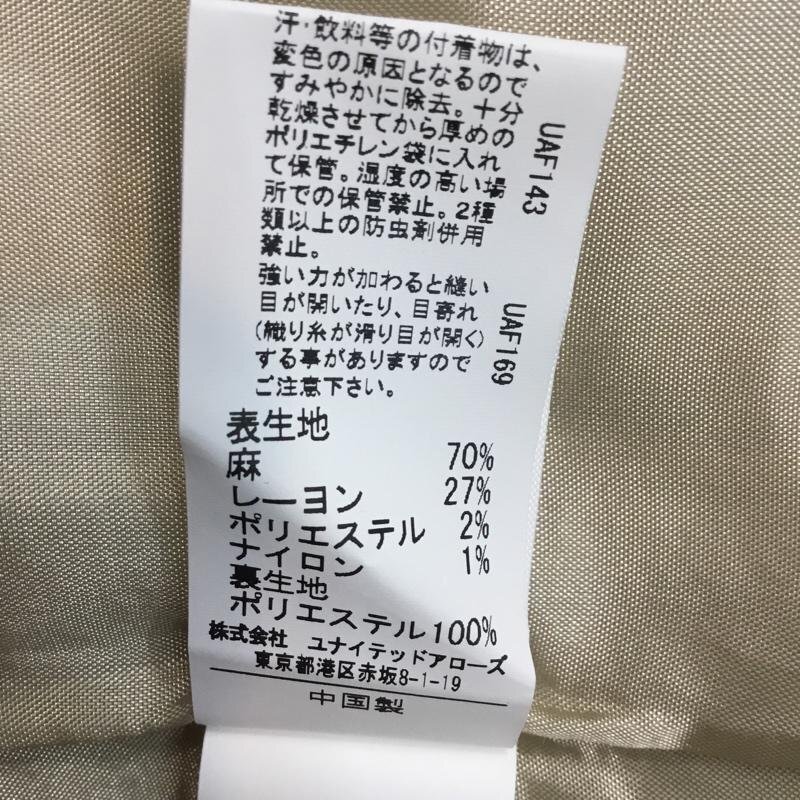 汗・飲料等の付着物は、
変色の原因となるので
すみやかに除去。十分
乾燥させてから厚めの
ポリエチレン袋に入れ
て保管。湿度の高い場
所での保管禁止。2種
類以上の防虫剤併用
禁止。
UAF143
強い力が加わると縫い
目が開いたり、目寄れ
(織り糸が滑り目が開く)
する事がありますので
ご注意下さい。
UAF169
表生地
麻 70%
レーヨン 27%
ポリエステル 2%
ナイロン 1%
裏生地
ポリエステル100%
株式会社 ユナイテッドアローズ
東京都港区赤坂8-1-19
中国製